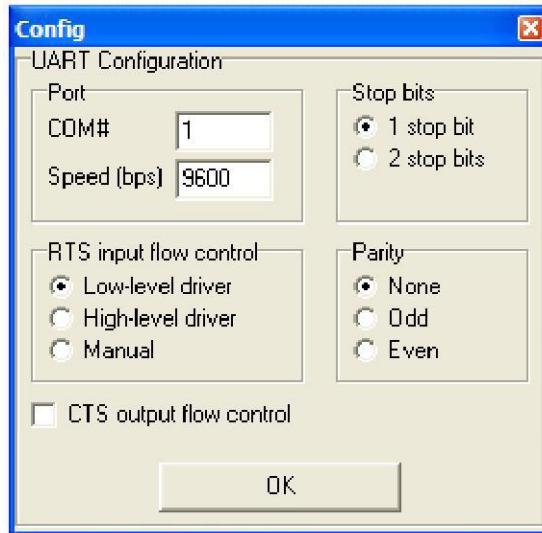 Config
UART Configuration
Port
COM#
1
Speed (bps)
9600
Stop bits
1 stop bit
2 stop bits
RTS input flow control
Low-level driver
High-level driver
Manual
Parity
None
Odd
Even
CTS output flow control
OK